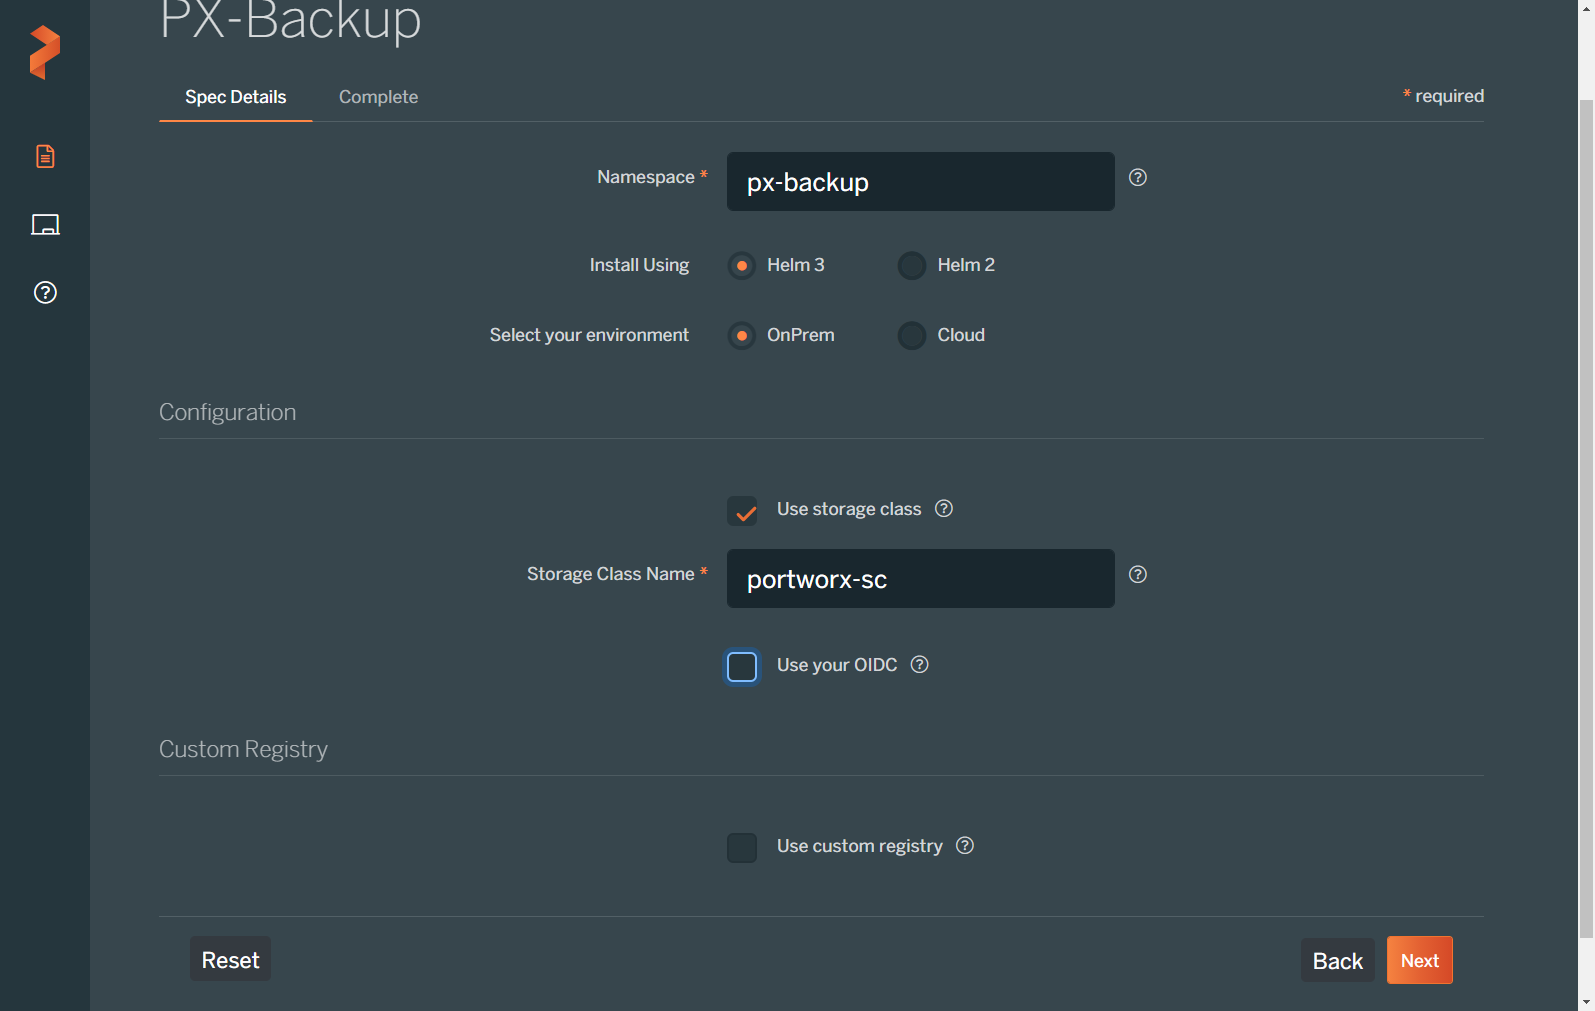 PX-Backup
Spec Details Complete * required
Namespace * px-backup
Install Using Helm 3 Helm 2
Select your environment OnPrem Cloud
Configuration
Use storage class
Storage Class Name * portworx-sc
Use your OIDC
Custom Registry
Use custom registry
Reset Back Next